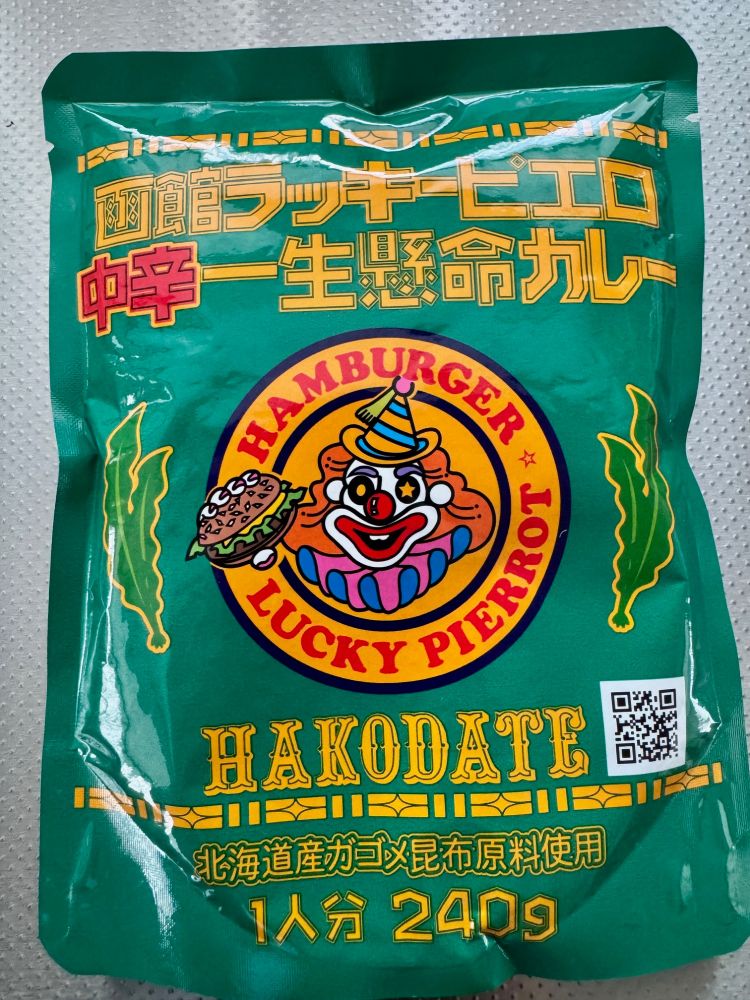 函館ラッキーピエロ
中辛一生懸命カレー
HAMBURGER ☆
LUCKY PIERROT
HAKODATE
北海道産ガゴメ昆布原料使用
1人分 240g